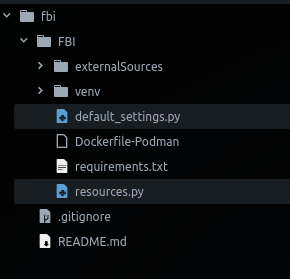 fbi
FBI
externalSources
venv
default_settings.py
Dockerfile-Podman
requirements.txt
resources.py
.gitignore
README.md